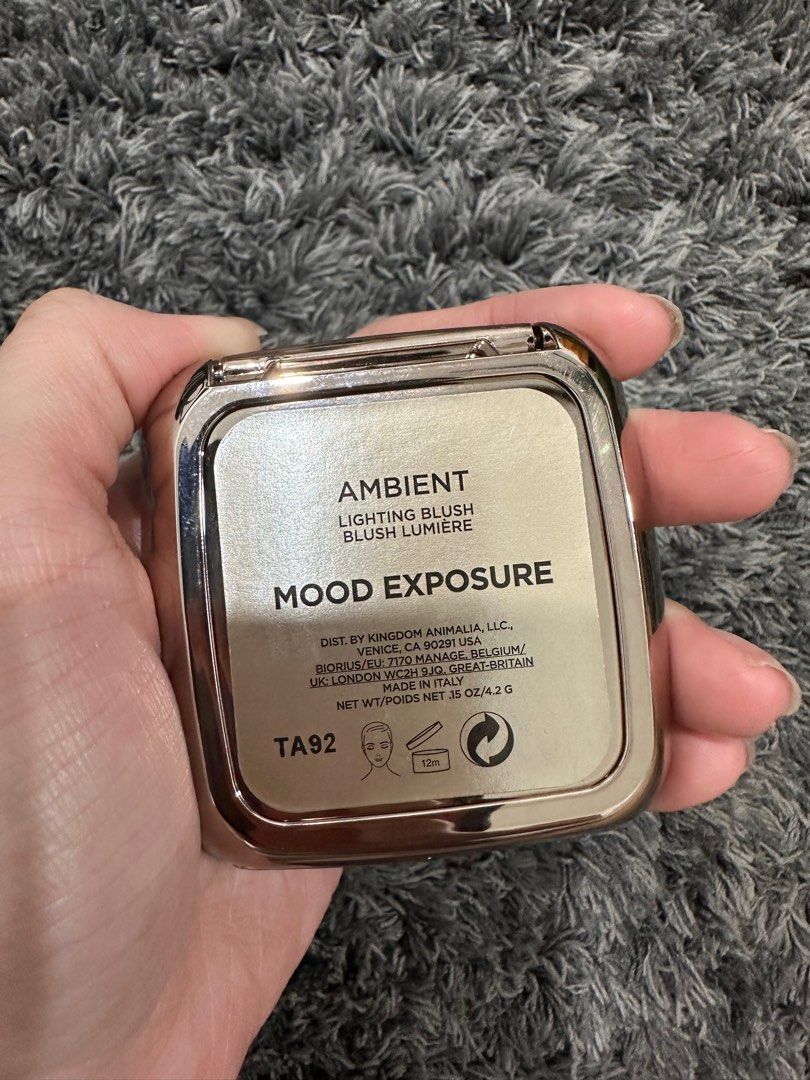 AMBIENT
LIGHTING BLUSH
BLUSH LUMIÈRE
MOOD EXPOSURE
DIST. BY KINGDOM ANIMALIA, LLC.,
VENICE, CA 90291 USA
BIORIUS/EU: 7170 MANAGE, BELGIUM/
UK: LONDON WC2H 9JQ, GREAT-BRITAIN
MADE IN ITALY
NET WT/POIDS NET .15 OZ/4.2 G
TA92
12m